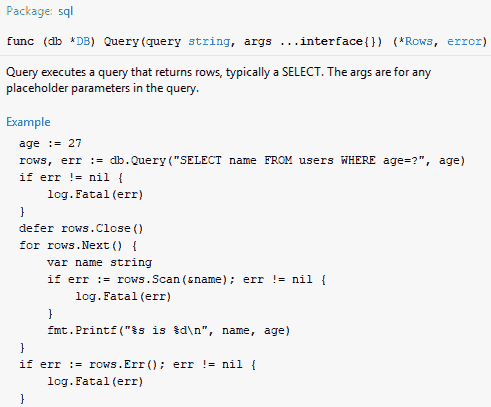 Package: sql
func (db *DB) Query(query string, args ...interface{}) (*Rows, error)
Query executes a query that returns rows, typically a SELECT. The args are for any
placeholder parameters in the query.
Example
age := 27
rows, err := db.Query("SELECT name FROM users WHERE age=?", age)
if err != nil {
log.Fatal(err)
}
defer rows.Close()
for rows.Next() {
var name string
if err := rows.Scan(&name); err != nil {
log.Fatal(err)
}
fmt.Printf("%s is %d\n", name, age)
}
if err := rows.Err(); err != nil {
log.Fatal(err)
}